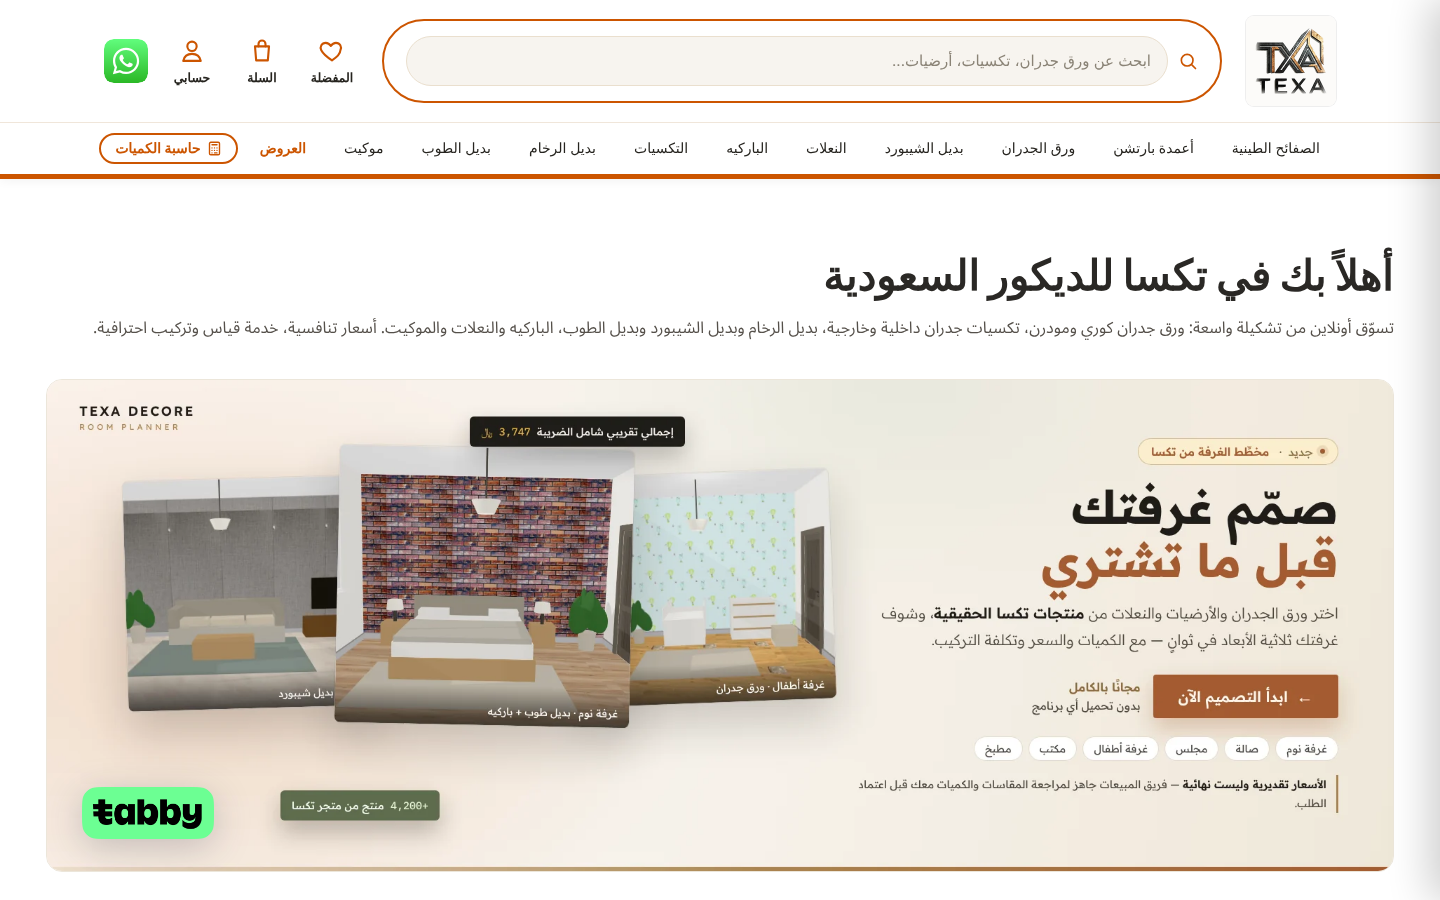 TEXA
ابحث عن ورق جدران، تكسيات، أرضيات...
المفضلة
السلة
حسابي
الصفائح الطينية
أعمدة بارتشن
ورق الجدران
بديل الشيبورد
النعلات
الباركيه
التكسيات
بديل الرخام
بديل الطوب
موكيت
العروض
حاسبة الكميات
أهلاً بك في تكسا للديكور السعودية
تسوّق أونلاين من تشكيلة واسعة: ورق جدران كوري ومودرن، تكسيات جدران داخلية وخارجية، بديل الرخام وبديل الشيبورد وبديل الطوب، الباركيه والنعلات والموكيت. أسعار تنافسية، خدمة قياس وتركيب احترافية.
جديد · مخطّط الغرفة من تكسا
صمّم غرفتك
قبل ما تشتري
اختر ورق الجدران والأرضيات والنعلات من منتجات تكسا الحقيقية، وشوف
غرفتك ثلاثية الأبعاد في ثوانٍ — مع الكميات والسعر وتكلفة التركيب.
ابدأ التصميم الآن ←
مجانًا بالكامل
بدون تحميل أي برنامج
غرفة نوم
صالة
مجلس
غرفة أطفال
مكتب
مطبخ
الأسعار تقديرية وليست نهائية — فريق المبيعات جاهز لمراجعة المقاسات والكميات معك قبل اعتماد
الطلب.
TEXA DECORE
ROOM PLANNER
إجمالي تقريبي شامل الضريبة 3,747 ﷼
غرفة أطفال · ورق جدران
غرفة نوم · بديل طوب + باركيه
بديل شيبورد
+4,200 منتج من متجر تكسا
tabby